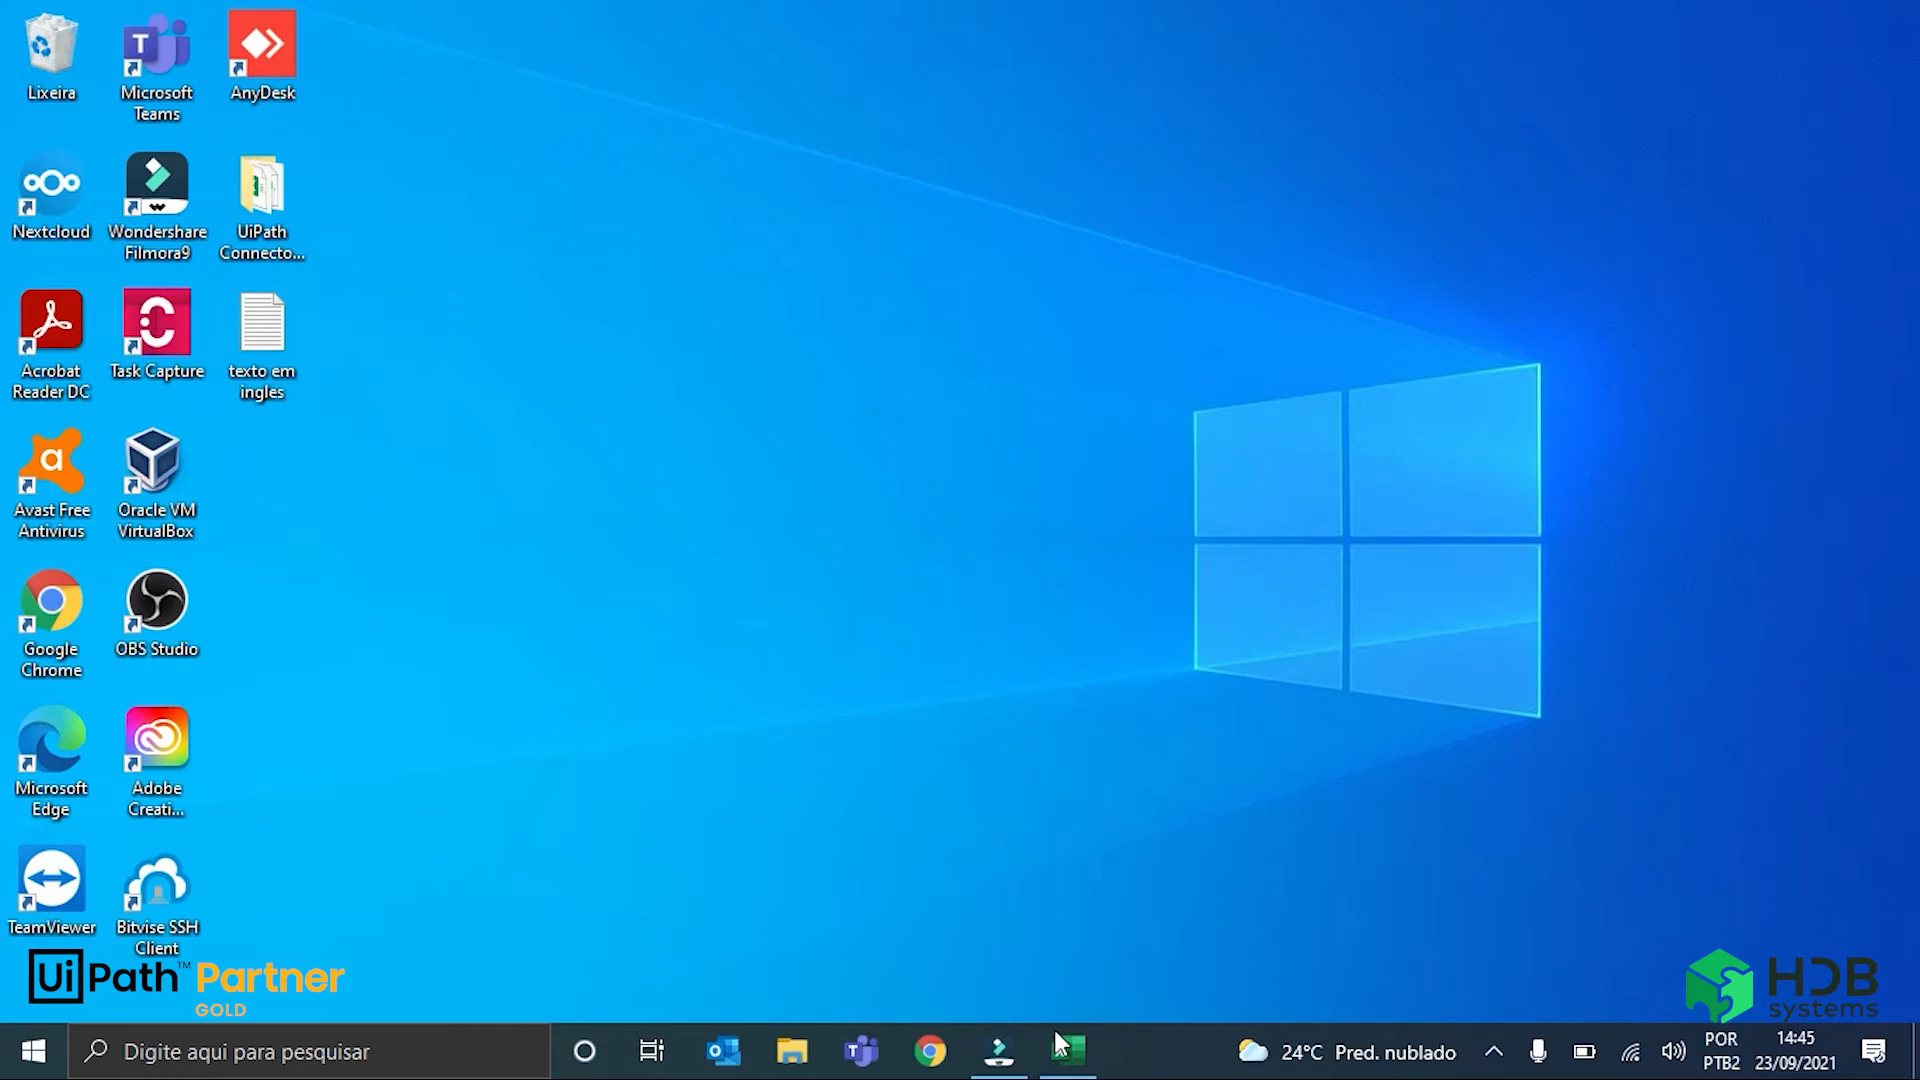 Lixeira
Microsoft
Teams
AnyDesk
Nextcloud
Wondershare
Filmora9
UiPath
Connecto...
Acrobat
Reader DC
Task Capture
texto em
ingles
Avast Free
Antivirus
Oracle VM
VirtualBox
Google
Chrome
OBS Studio
Microsoft
Edge
Adobe
Creati...
TeamViewer
Bitvise SSH
Client
UiPath™ Partner
GOLD
HDB
systems
Digite aqui para pesquisar
24°C Pred. nublado
POR
PTB2
14:45
23/09/2021